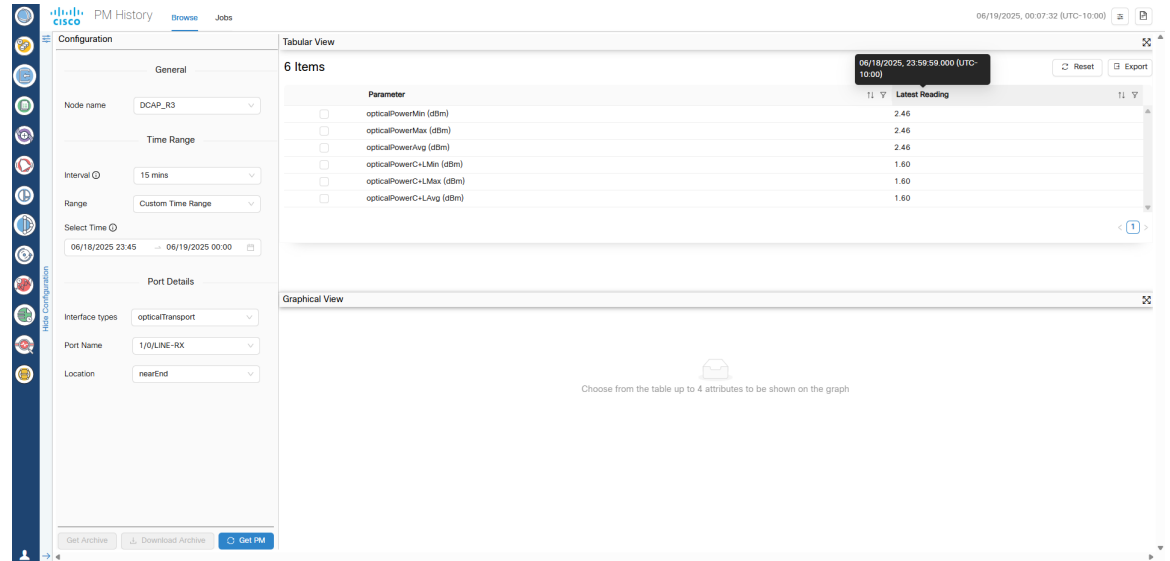 CISCO PM History Browse Jobs 06/19/2025, 00:07:32 (UTC-10:00)
Configuration
Hide Configuration
General
Node name DCAP_R3
Time Range
Interval 15 mins
Range Custom Time Range
Select Time
06/18/2025 23:45 → 06/19/2025 00:00
Port Details
Interface types opticalTransport
Port Name 1/0/LINE-RX
Location nearEnd
Get Archive Download Archive Get PM
Tabular View
6 Items
06/18/2025, 23:59:59.000 (UTC-
10:00)
Reset Export
Parameter Latest Reading
opticalPowerMin (dBm) 2.46
opticalPowerMax (dBm) 2.46
opticalPowerAvg (dBm) 2.46
opticalPowerC+LMin (dBm) 1.60
opticalPowerC+LMax (dBm) 1.60
opticalPowerC+LAvg (dBm) 1.60
< 1 >
Graphical View
Choose from the table up to 4 attributes to be shown on the graph